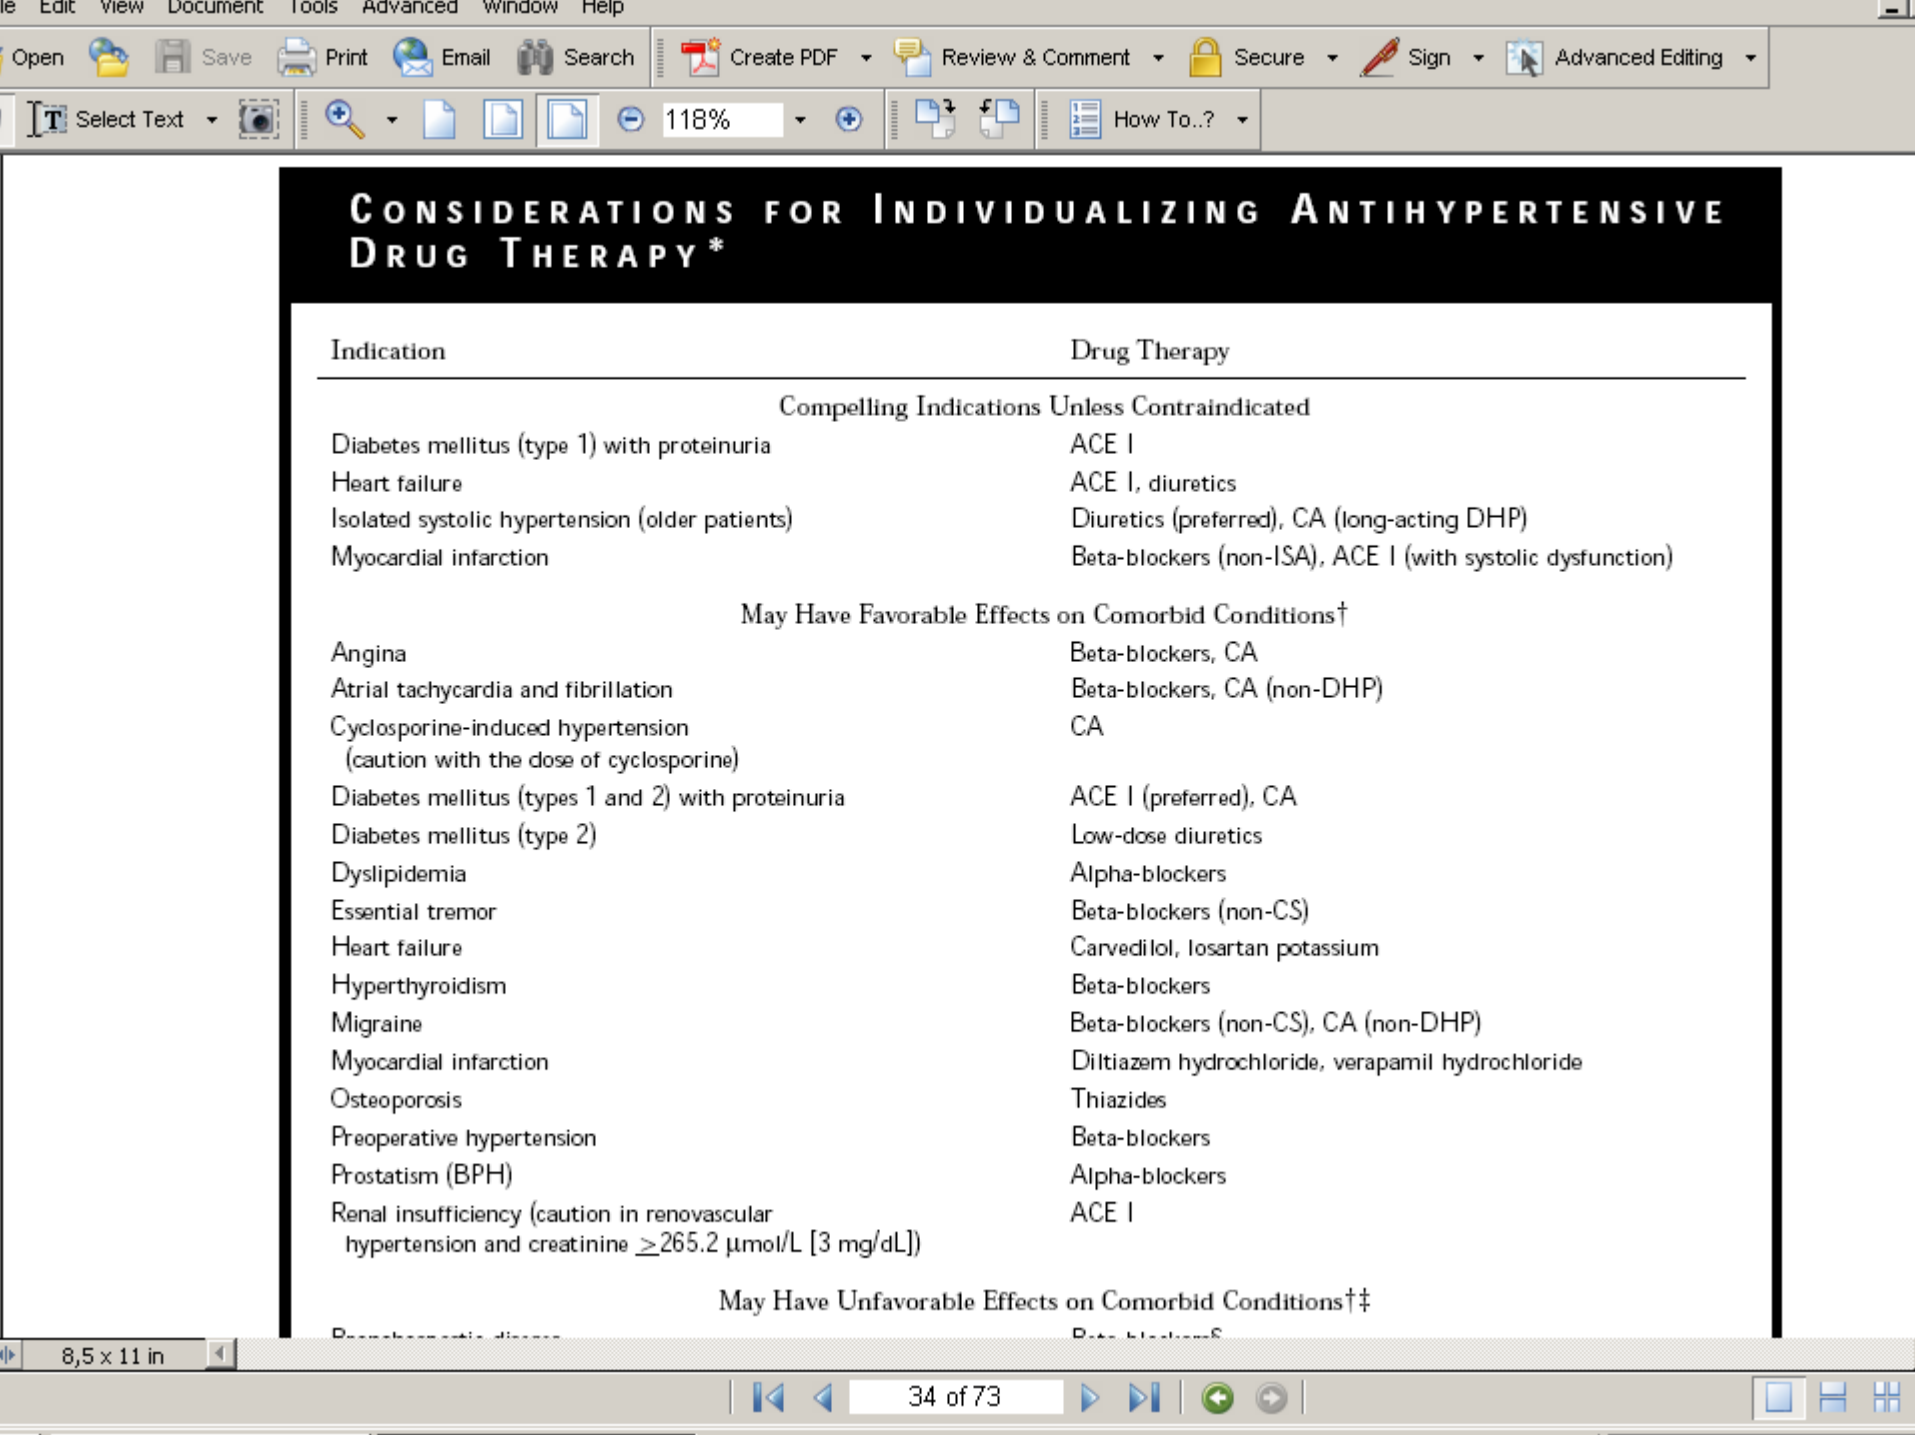 le Edit View Document Tools Advanced Window Help
Open Save Print Email Search Create PDF Review & Comment Secure Sign Advanced Editing
Select Text 118% How To..?
CONSIDERATIONS FOR INDIVIDUALIZING ANTIHYPERTENSIVE
DRUG THERAPY*
Indication Drug Therapy
Compelling Indications Unless Contraindicated
Diabetes mellitus (type 1) with proteinuria ACE I
Heart failure ACE I, diuretics
Isolated systolic hypertension (older patients) Diuretics (preferred), CA (long-acting DHP)
Myocardial infarction Beta-blockers (non-ISA), ACE I (with systolic dysfunction)
May Have Favorable Effects on Comorbid Conditions†
Angina Beta-blockers, CA
Atrial tachycardia and fibrillation Beta-blockers, CA (non-DHP)
Cyclosporine-induced hypertension CA
(caution with the dose of cyclosporine)
Diabetes mellitus (types 1 and 2) with proteinuria ACE I (preferred), CA
Diabetes mellitus (type 2) Low-dose diuretics
Dyslipidemia Alpha-blockers
Essential tremor Beta-blockers (non-CS)
Heart failure Carvedilol, losartan potassium
Hyperthyroidism Beta-blockers
Migraine Beta-blockers (non-CS), CA (non-DHP)
Myocardial infarction Diltiazem hydrochloride, verapamil hydrochloride
Osteoporosis Thiazides
Preoperative hypertension Beta-blockers
Prostatism (BPH) Alpha-blockers
Renal insufficiency (caution in renovascular ACE I
hypertension and creatinine ≥265.2 µmol/L [3 mg/dL])
May Have Unfavorable Effects on Comorbid Conditions†‡
8,5 x 11 in
34 of 73